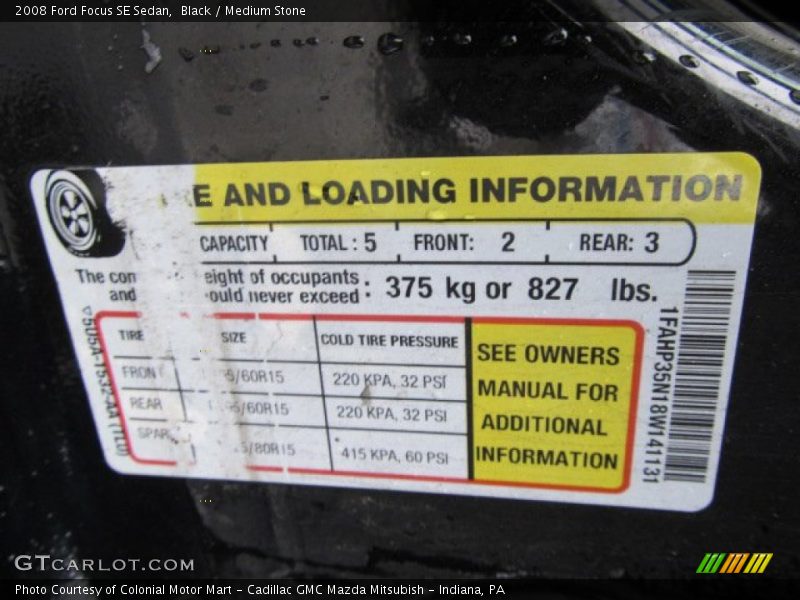 2008 Ford Focus SE Sedan,  Black / Medium Stone
E AND LOADING INFORMATION
CAPACITY TOTAL : 5 FRONT: 2 REAR: 3
The con eight of occupants : 375 kg or 827 lbs.
and ould never exceed
TIRE SIZE COLD TIRE PRESSURE
FRONT 5/60R15 220 KPA, 32 PSI
REAR 95/60R15 220 KPA, 32 PSI
SPAR 5/80R15 415 KPA, 60 PSI
SEE OWNERS
MANUAL FOR
ADDITIONAL
INFORMATION
1FAHP35N18W141131
GTCARLOT.COM
Photo Courtesy of Colonial Motor Mart - Cadillac GMC Mazda Mitsubish - Indiana, PA